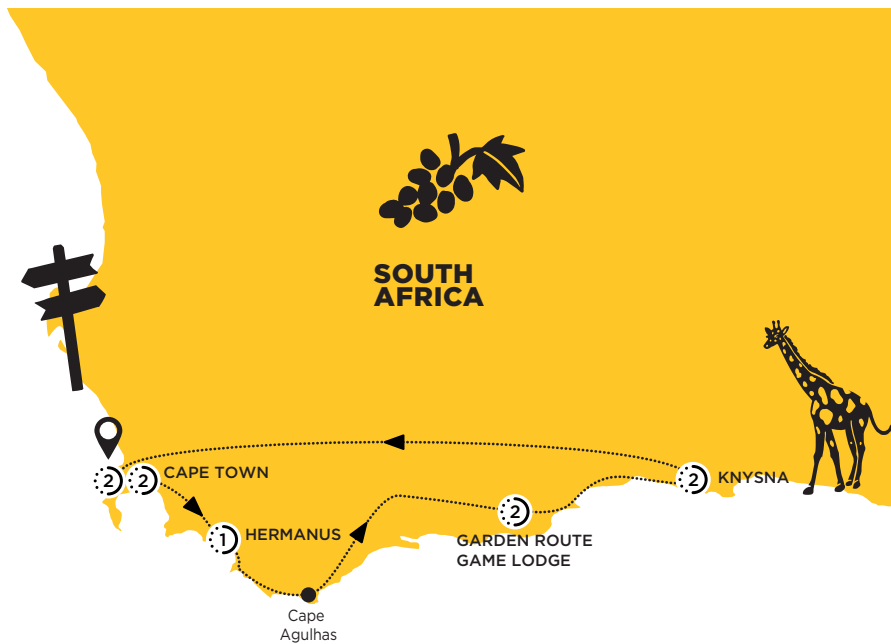 SOUTH
AFRICA
2
2
CAPE TOWN
2
KNYSNA
1
HERMANUS
2
GARDEN ROUTE
GAME LODGE
Cape
Agulhas